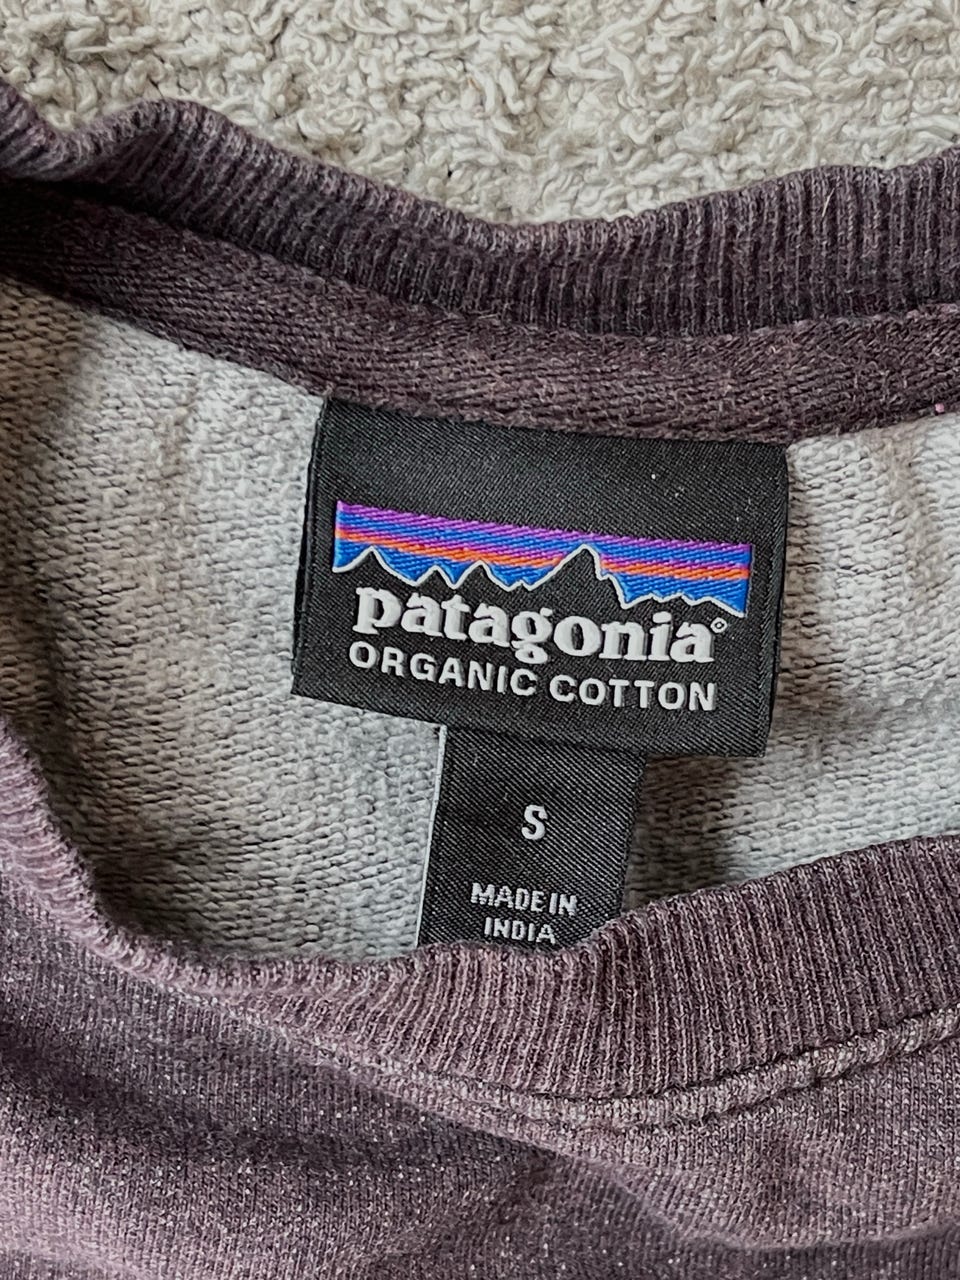 patagonia®
ORGANIC COTTON
S
MADE IN
INDIA